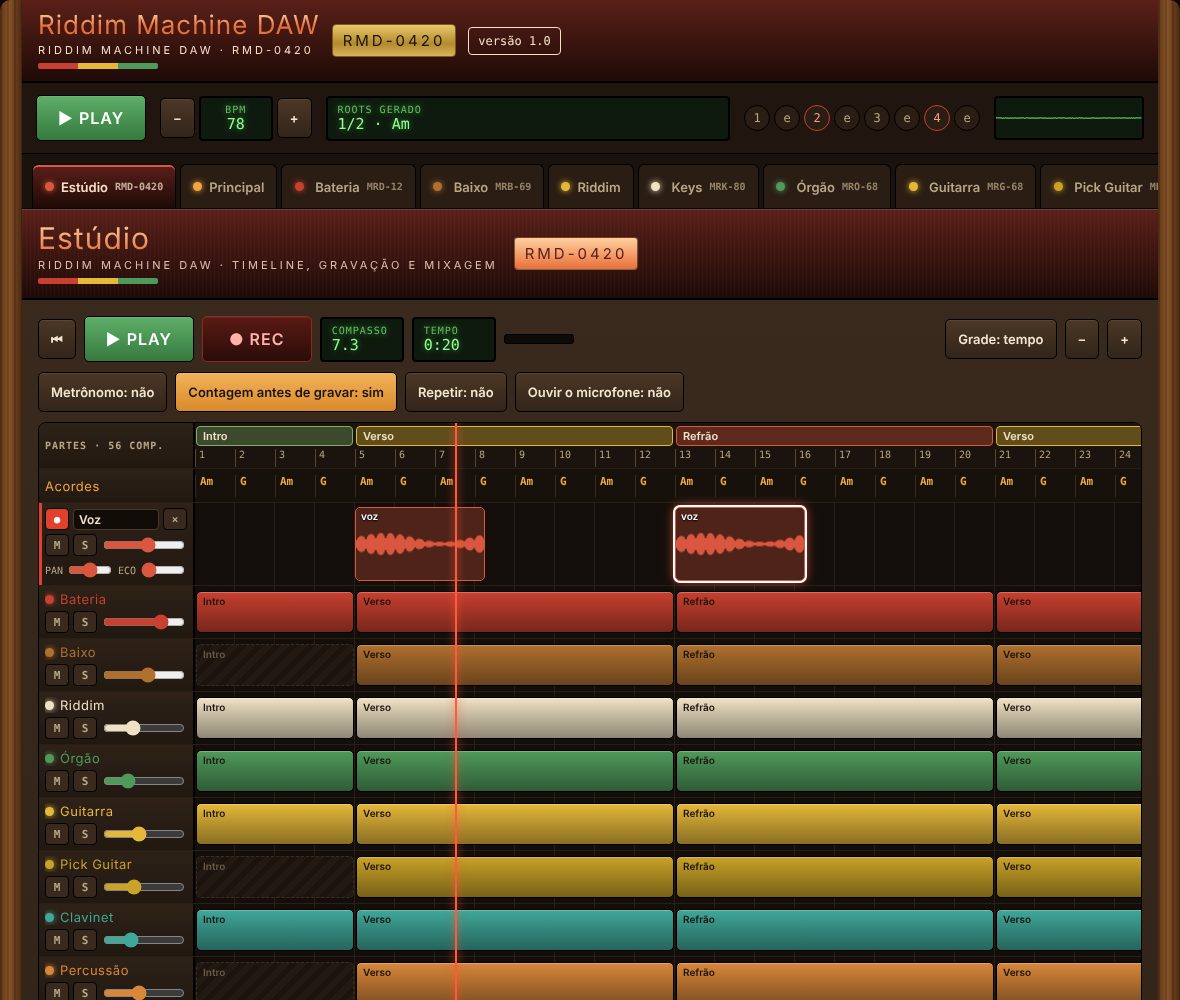 Riddim Machine DAW
RIDDIM MACHINE DAW · RMD-0420
RMD-0420
versão 1.0
▶ PLAY
−
BPM
78
+
ROOTS GERADO
1/2 · Am
1 e 2 e 3 e 4 e
Estúdio RMD-0420
Principal
Bateria MRD-12
Baixo MRB-69
Riddim
Keys MRK-80
Órgão MRO-68
Guitarra MRG-68
Pick Guitar
Estúdio
RIDDIM MACHINE DAW · TIMELINE, GRAVAÇÃO E MIXAGEM
RMD-0420
⏮
▶ PLAY
● REC
COMPASSO
7.3
TEMPO
0:20
Grade: tempo
−
+
Metrônomo: não
Contagem antes de gravar: sim
Repetir: não
Ouvir o microfone: não
PARTES · 56 COMP.
Intro Verso Refrão Verso
1 2 3 4 5 6 7 8 9 10 11 12 13 14 15 16 17 18 19 20 21 22 23 24
Acordes
Am G Am G Am G Am G Am G Am G Am G Am G Am G Am G Am G Am G
● Voz ×
M S
PAN ECO
voz voz
Bateria
M S
Intro Verso Refrão Verso
Baixo
M S
Intro Verso Refrão Verso
Riddim
M S
Intro Verso Refrão Verso
Órgão
M S
Intro Verso Refrão Verso
Guitarra
M S
Intro Verso Refrão Verso
Pick Guitar
M S
Intro Verso Refrão Verso
Clavinet
M S
Intro Verso Refrão Verso
Percussão
M S
Intro Verso Refrão Verso